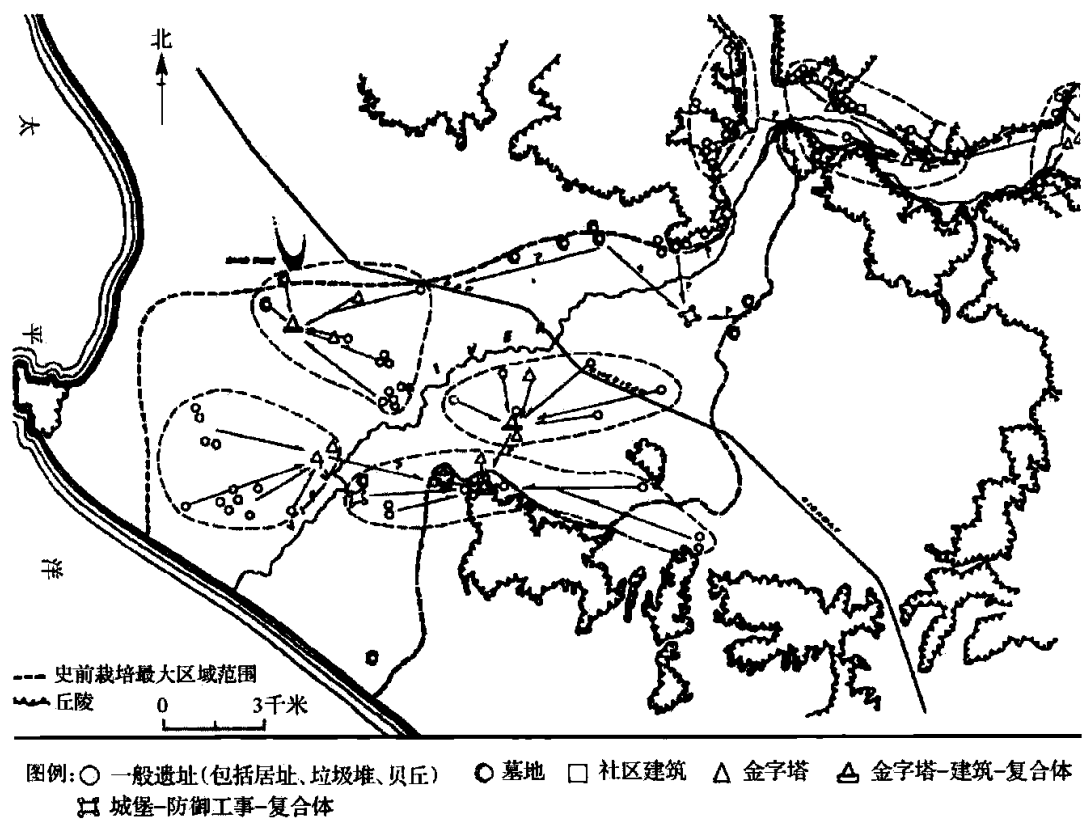 北
太
平
洋
史前栽培最大区域范围
丘陵
0 3千米
图例: 一般遗址(包括居址、垃圾堆、贝丘) 墓地 社区建筑 金字塔 金字塔-建筑-复合体
城堡-防御工事-复合体